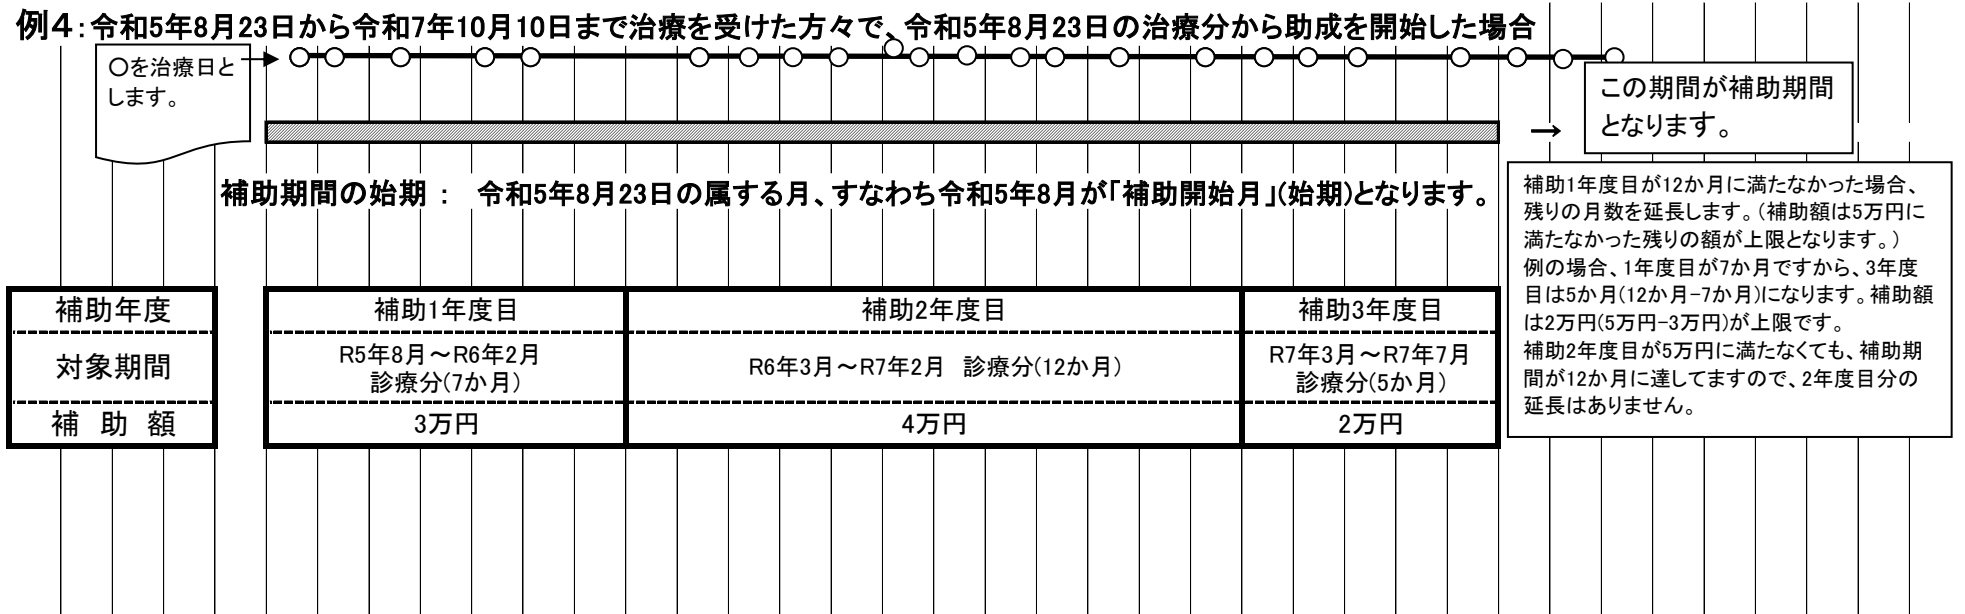 例4：令和5年8月23日から令和7年10月10日まで治療を受けた方々で、令和5年8月23日の治療分から助成を開始した場合
〇を治療日と
します。
この期間が補助期間
となります。
→
補助期間の始期 ： 令和5年8月23日の属する月、すなわち令和5年8月が「補助開始月」(始期)となります。
補助1年度目が12か月に満たなかった場合、
残りの月数を延長します。(補助額は5万円に
満たなかった残りの額が上限となります。)
例の場合、1年度目が7か月ですから、3年度
目は5か月(12か月-7か月)になります。補助額
は2万円(5万円-3万円)が上限です。
補助2年度目が5万円に満たなくても、補助期
間が12か月に達してますので、2年度目分の
延長はありません。
補助年度 補助1年度目 補助2年度目 補助3年度目
対象期間
R5年8月～R6年2月
診療分(7か月)
R6年3月～R7年2月 診療分(12か月)
R7年3月～R7年7月
診療分(5か月)
補 助 額 3万円 4万円 2万円